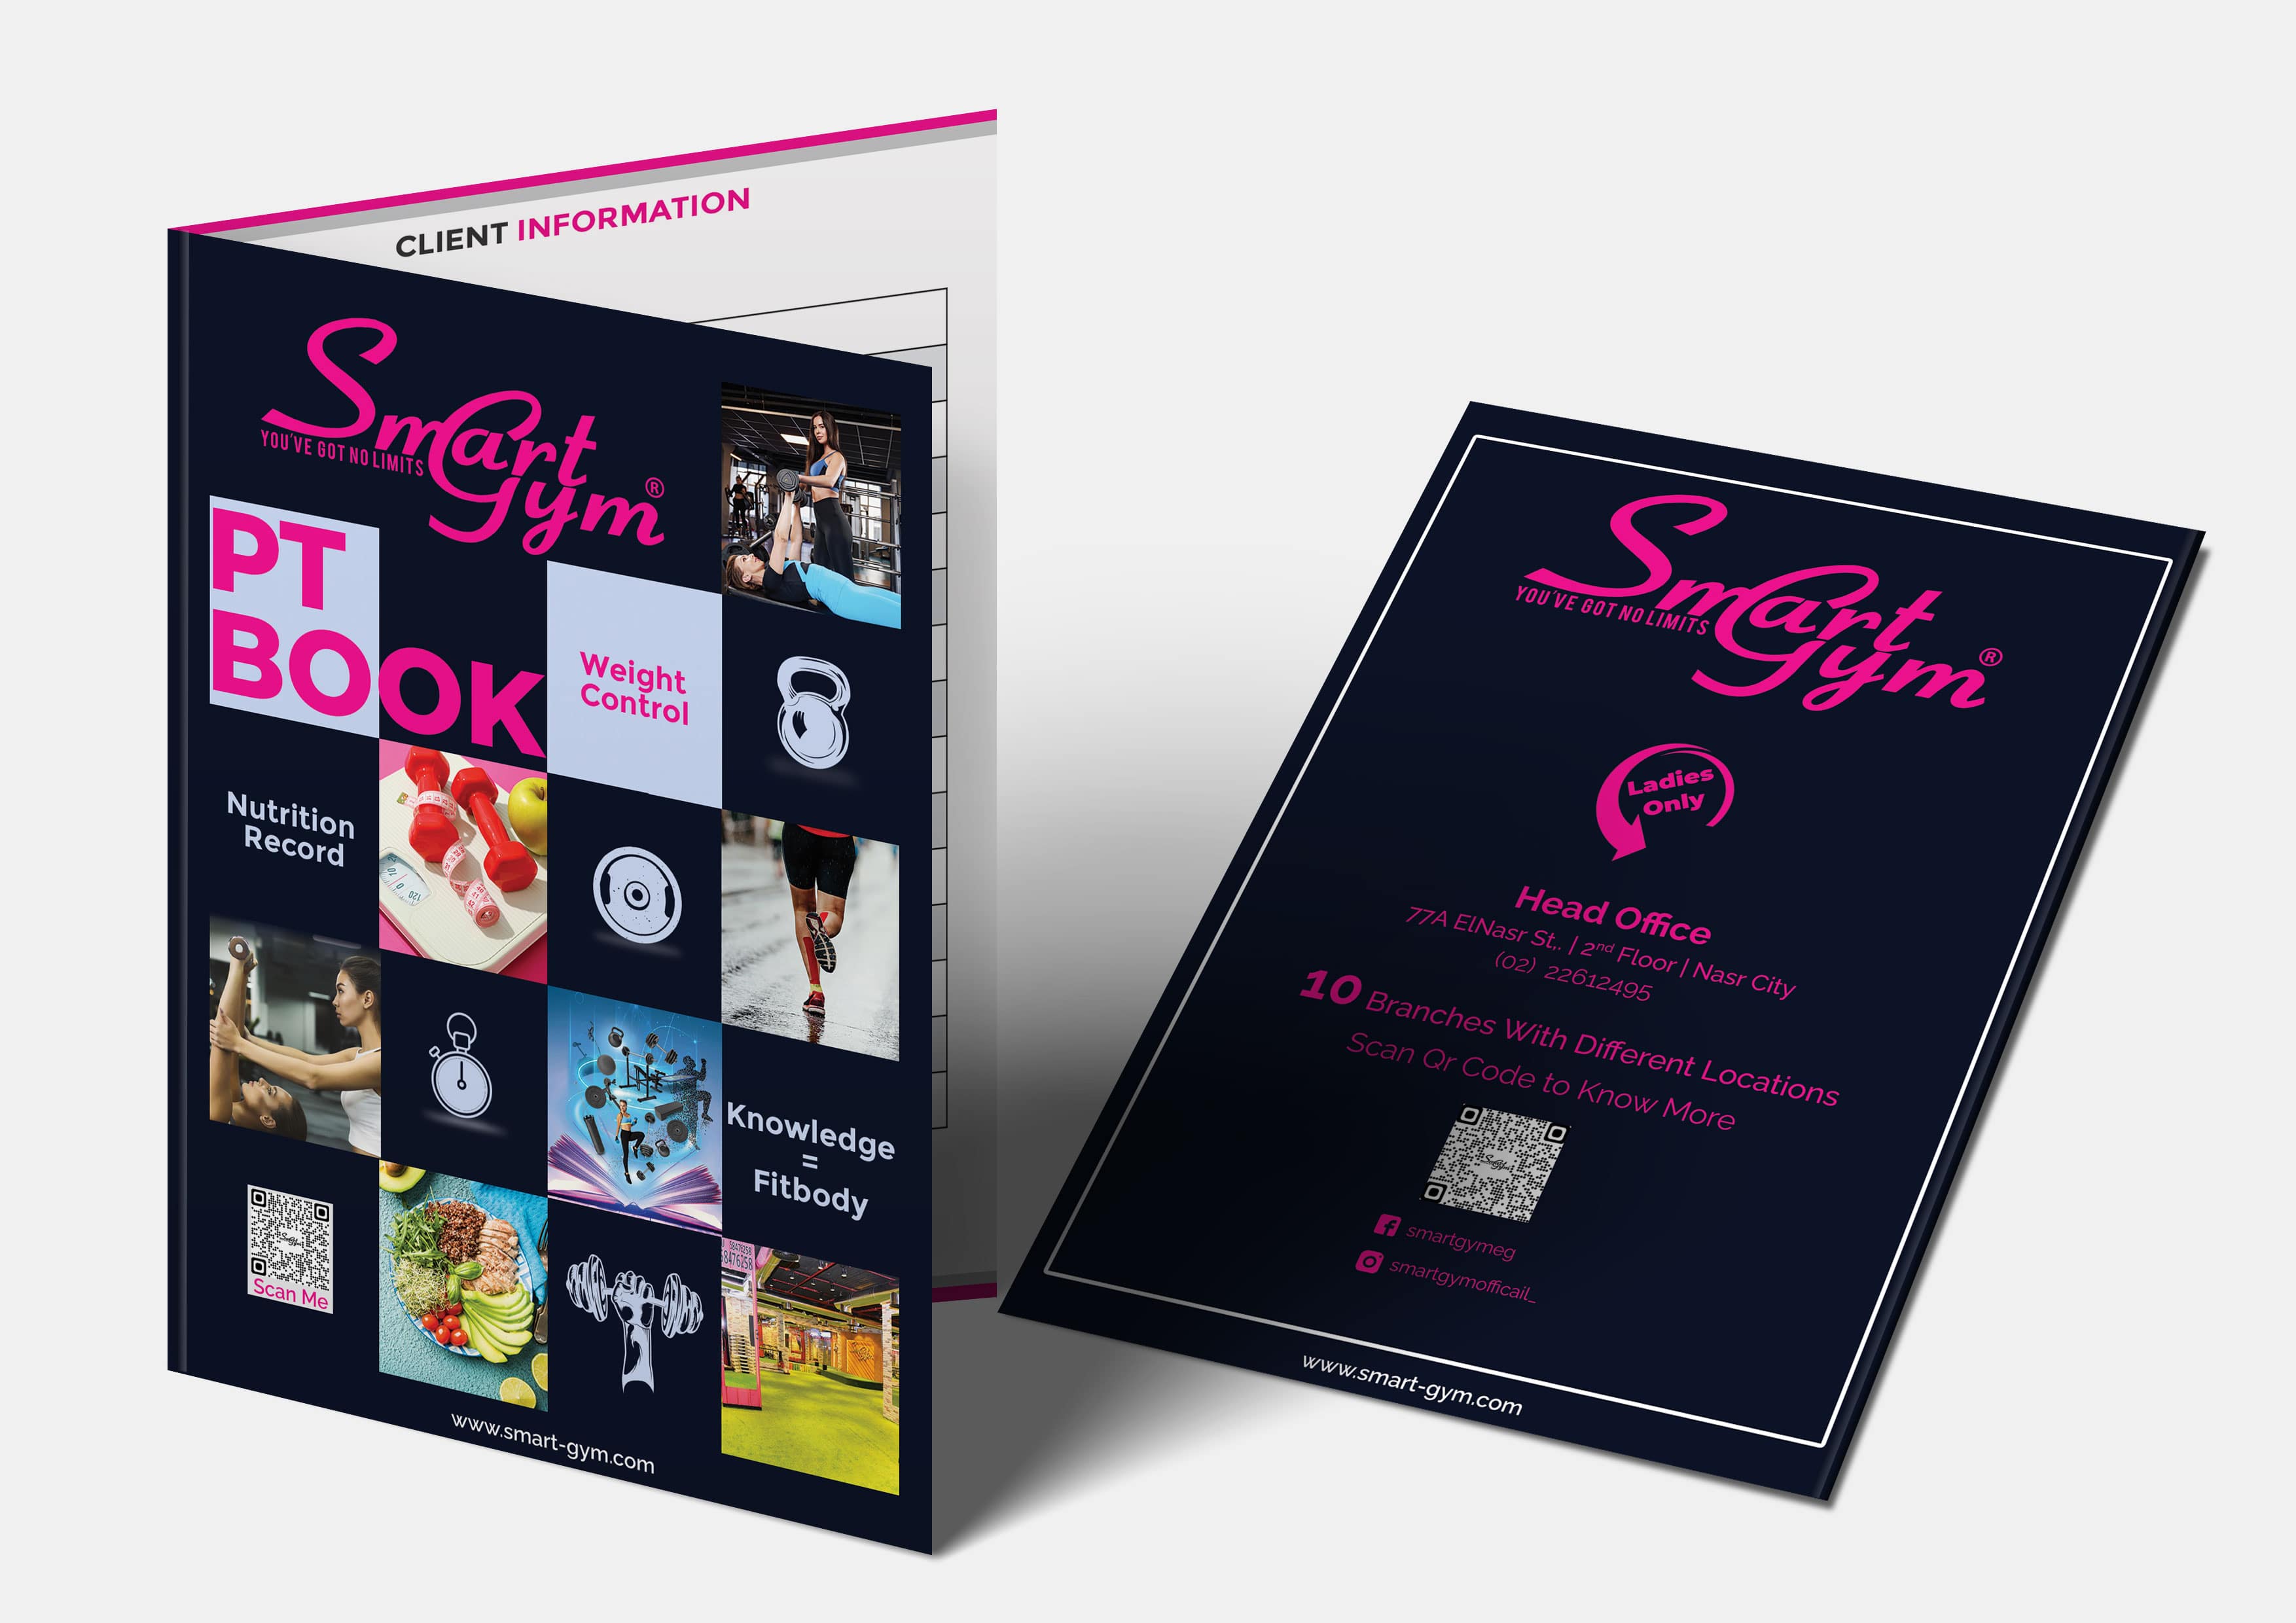 CLIENT INFORMATION
Smart
YOU'VE GOT NO LIMITS
Gym®
PT
BOOK
Weight
Control
Nutrition
Record
Knowledge
=
Fitbody
Scan Me
www.smart-gym.com
Smart
YOU'VE GOT NO LIMITS
Gym®
Ladies
Only
Head Office
77A ElNasr St,. | 2nd Floor | Nasr City
(02) 22612495
10 Branches With Different Locations
Scan Qr Code to Know More
smartgymeg
smartgymofficail_
www.smart-gym.com